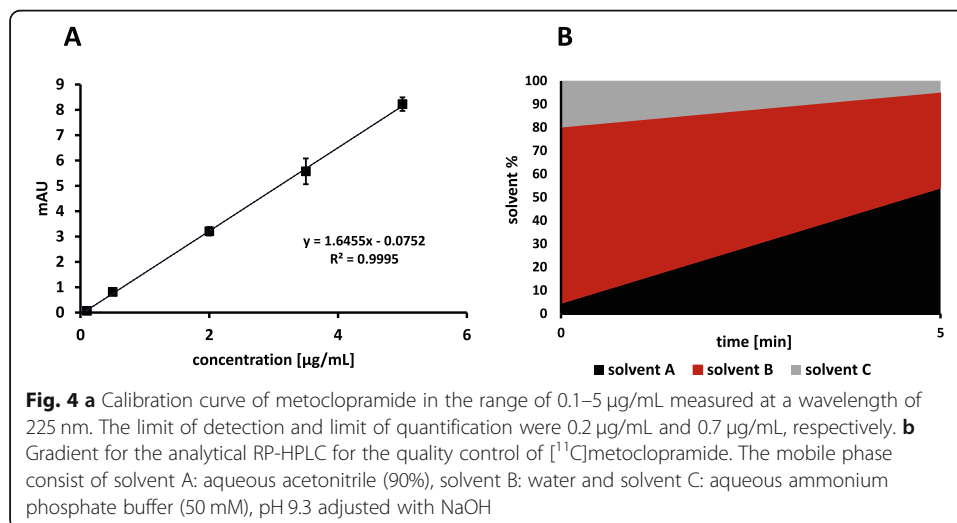 A
B
9
8
7
6
5
4
3
2
1
0
mAU
y = 1.6455x - 0.0752
R² = 0.9995
0 2 4 6
concentration [µg/mL]
100
90
80
70
60
50
40
30
20
10
0
solvent %
0 5
time [min]
solvent A solvent B solvent C
Fig. 4 a Calibration curve of metoclopramide in the range of 0.1–5 µg/mL measured at a wavelength of
225 nm. The limit of detection and limit of quantification were 0.2 µg/mL and 0.7 µg/mL, respectively. b
Gradient for the analytical RP-HPLC for the quality control of [¹¹C]metoclopramide. The mobile phase
consist of solvent A: aqueous acetonitrile (90%), solvent B: water and solvent C: aqueous ammonium
phosphate buffer (50 mM), pH 9.3 adjusted with NaOH